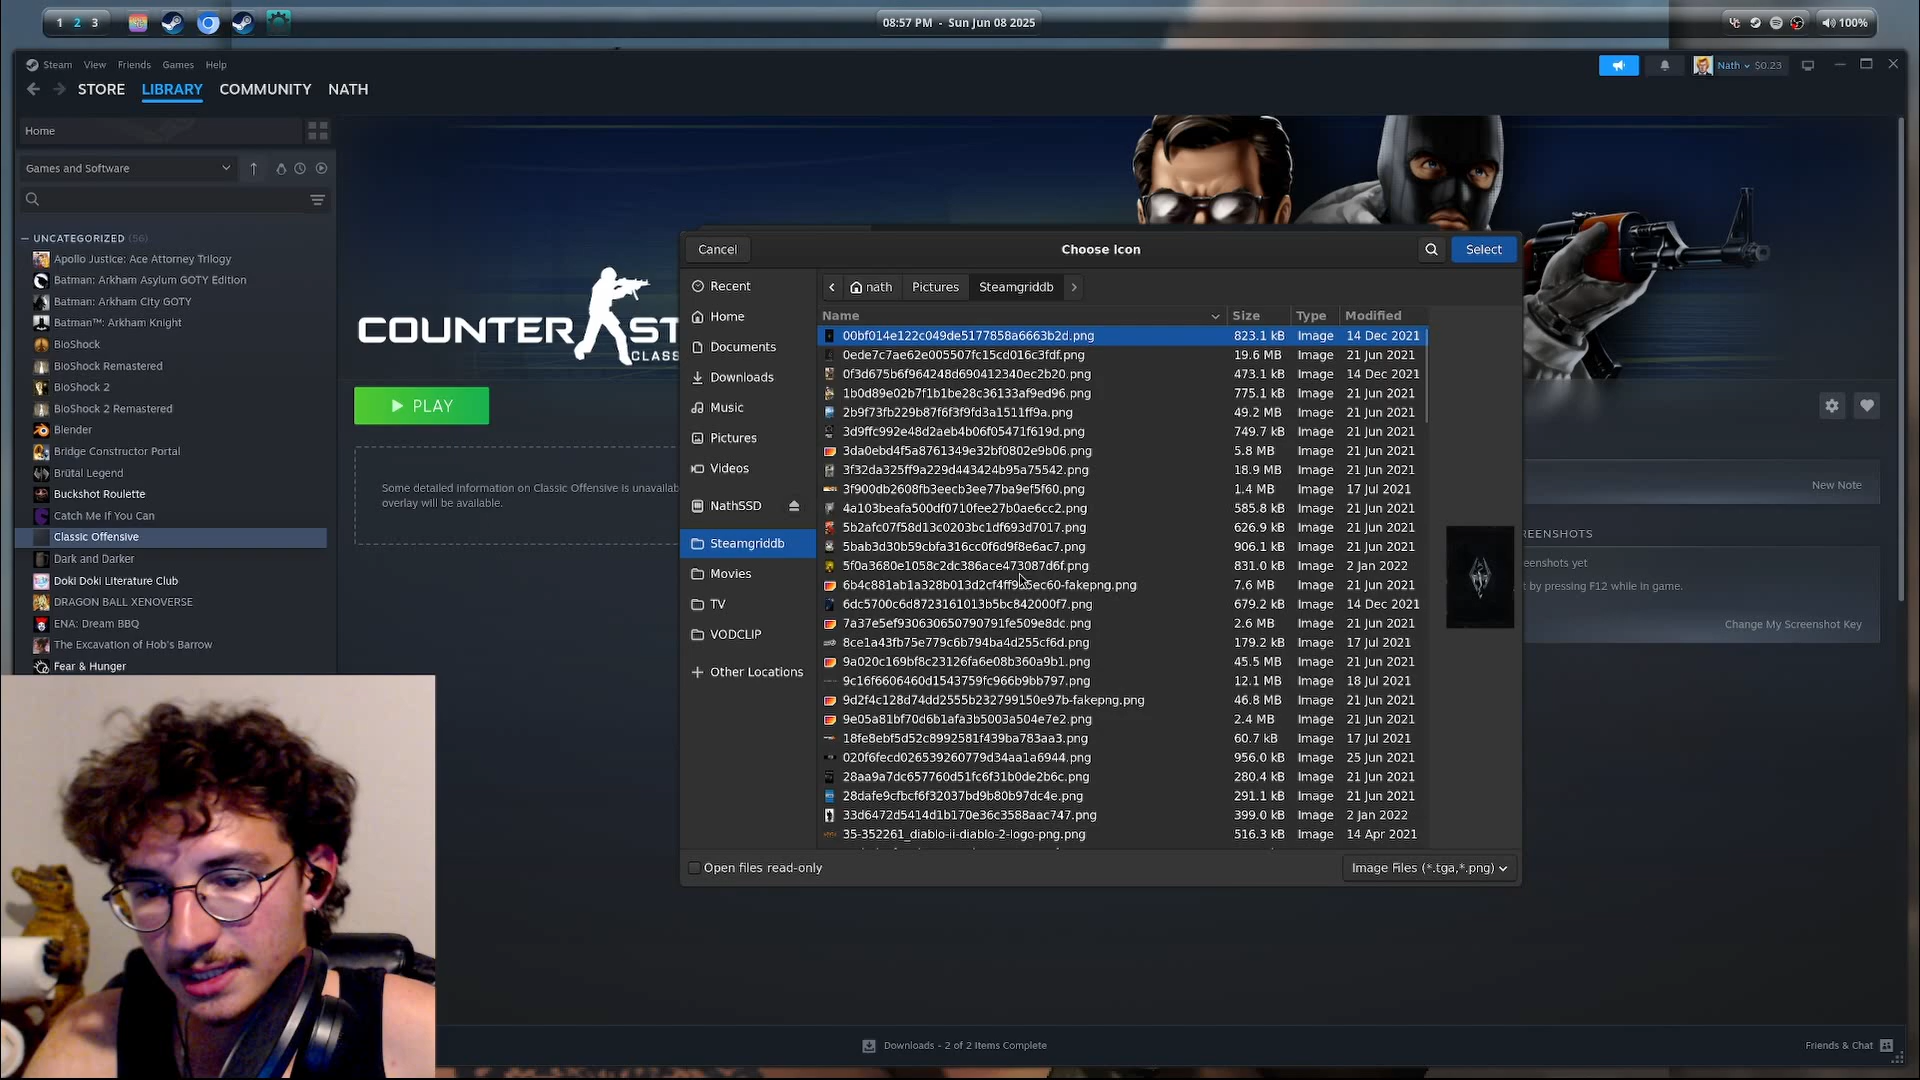 1 2 3
08:57 PM - Sun Jun 08 2025
100%
Steam View Friends Games Help
Nath $0.23
STORE LIBRARY COMMUNITY NATH
Home
Games and Software
UNCATEGORIZED (56)
Apollo Justice: Ace Attorney Trilogy
Batman: Arkham Asylum GOTY Edition
Batman: Arkham City GOTY
Batman™: Arkham Knight
BioShock
BioShock Remastered
BioShock 2
BioShock 2 Remastered
Blender
Bridge Constructor Portal
Brütal Legend
Buckshot Roulette
Catch Me If You Can
Classic Offensive
Dark and Darker
Doki Doki Literature Club
DRAGON BALL XENOVERSE
ENA: Dream BBQ
The Excavation of Hob's Barrow
Fear & Hunger
COUNTER ST
CLASS
PLAY
Some detailed information on Classic Offensive is unavailab
overlay will be available.
Cancel Choose Icon Select
Recent
Home
Documents
Downloads
Music
Pictures
Videos
NathSSD
Steamgriddb
Movies
TV
VODCLIP
Other Locations
nath Pictures Steamgriddb
Name Size Type Modified
00bf014e122c049de5177858a6663b2d.png 823.1 kB Image 14 Dec 2021
0ede7c7ae62e005507fc15cd016c3fdf.png 19.6 MB Image 21 Jun 2021
0f3d675b6f964248d690412340ec2b20.png 473.1 kB Image 14 Dec 2021
1b0d89e02b7f1b1be28c36133af9ed96.png 775.1 kB Image 21 Jun 2021
2b9f73fb229b87f6f3f9fd3a1511ff9a.png 49.2 MB Image 21 Jun 2021
3d9ffc992e48d2aeb4b06f05471f619d.png 749.7 kB Image 21 Jun 2021
3da0ebd4f5a8761349e32bf0802e9b06.png 5.8 MB Image 21 Jun 2021
3f32da325ff9a229d443424b95a75542.png 18.9 MB Image 21 Jun 2021
3f900db2608fb3eecb3ee77ba9ef5f60.png 1.4 MB Image 17 Jul 2021
4a103beafa500df0710fee27b0ae6cc2.png 585.8 kB Image 21 Jun 2021
5b2afc07f58d13c0203bc1df693d7017.png 626.9 kB Image 21 Jun 2021
5bab3d30b59cbfa316cc0f6d9f8e6ac7.png 906.1 kB Image 21 Jun 2021
5f0a3680e1058c2dc386ace473087d6f.png 831.0 kB Image 2 Jan 2022
7.6 MB Image 21 Jun 2021
6dc5700c6d8723161013b5bc842000f7.png 679.2 kB Image 14 Dec 2021
7a37e5ef930630650790791fe509e8dc.png 2.6 MB Image 21 Jun 2021
8ce1a43fb75e779c6b794ba4d255cf6d.png 179.2 kB Image 17 Jul 2021
9a020c169bf8c23126fa6e08b360a9b1.png 45.5 MB Image 21 Jun 2021
9c16f6606460d1543759fc966b9bb797.png 12.1 MB Image 18 Jul 2021
9d2f4c128d74dd2555b232799150e97b-fakepng.png 46.8 MB Image 21 Jun 2021
9e05a81bf70d6b1afa3b5003a504e7e2.png 2.4 MB Image 21 Jun 2021
18fe8ebf5d52c8992581f439ba783aa3.png 60.7 kB Image 17 Jul 2021
020f6fecd026539260779d34aa1a6944.png 956.0 kB Image 25 Jun 2021
28aa9a7dc657760d51fc6f31b0de2b6c.png 280.4 kB Image 21 Jun 2021
28dafe9cfbcf6f32037bd9b80b97dc4e.png 291.1 kB Image 21 Jun 2021
33d6472d5414d1b170e36c3588aac747.png 399.0 kB Image 2 Jan 2022
35-352261_diablo-ii-diablo-2-logo-png.png 516.3 kB Image 14 Apr 2021
Open files read-only Image Files (*.tga,*.png)
New Note
REENSHOTS
eenshots yet
t by pressing F12 while in game.
Change My Screenshot Key
Downloads - 2 of 2 Items Complete
Friends & Chat